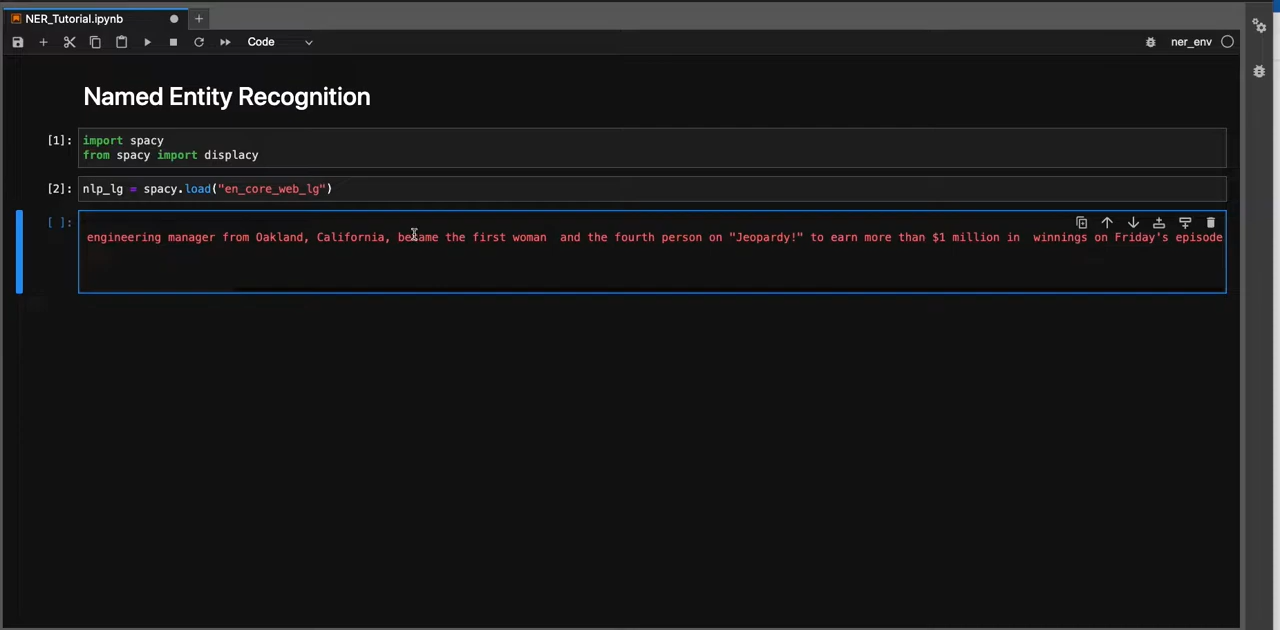 NER_Tutorial.ipynb
Code
ner_env
Named Entity Recognition
[1]:
import spacy
from spacy import displacy
[2]:
nlp_lg = spacy.load("en_core_web_lg")
[ ]:
engineering manager from Oakland, California, became the first woman  and the fourth person on "Jeopardy!" to earn more than $1 million in  winnings on Friday's episode